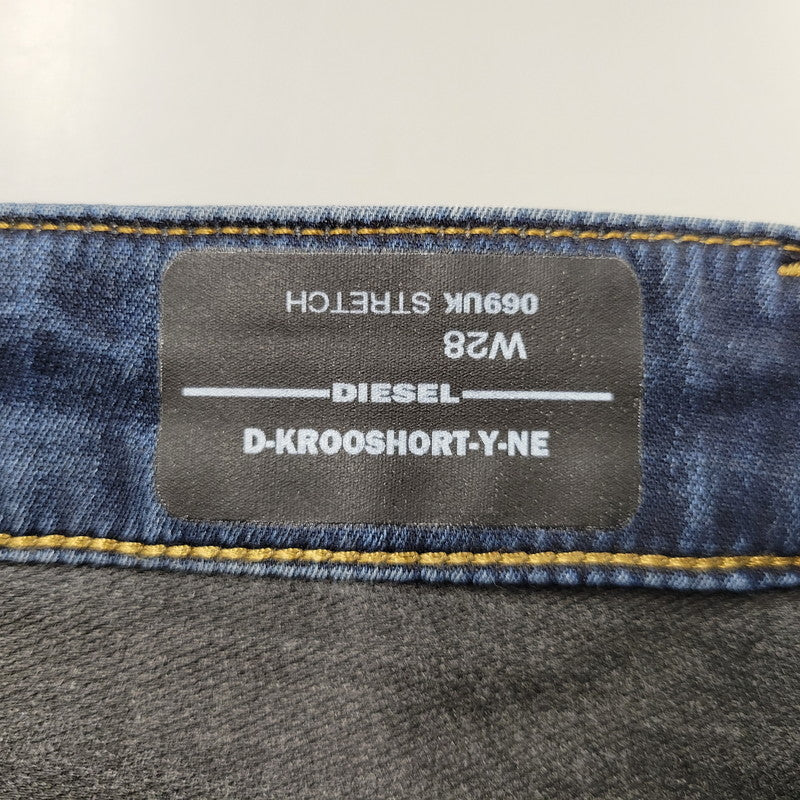 DIESEL
D-KROOSHORT-Y-NE
W28
069UK STRETCH